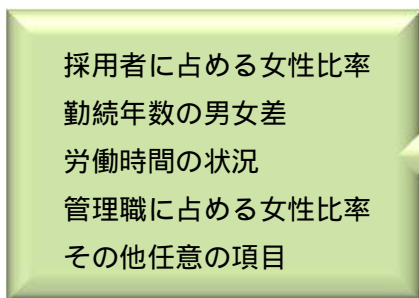 採用者に占める女性比率
勤続年数の男女差
労働時間の状況
管理職に占める女性比率
その他任意の項目